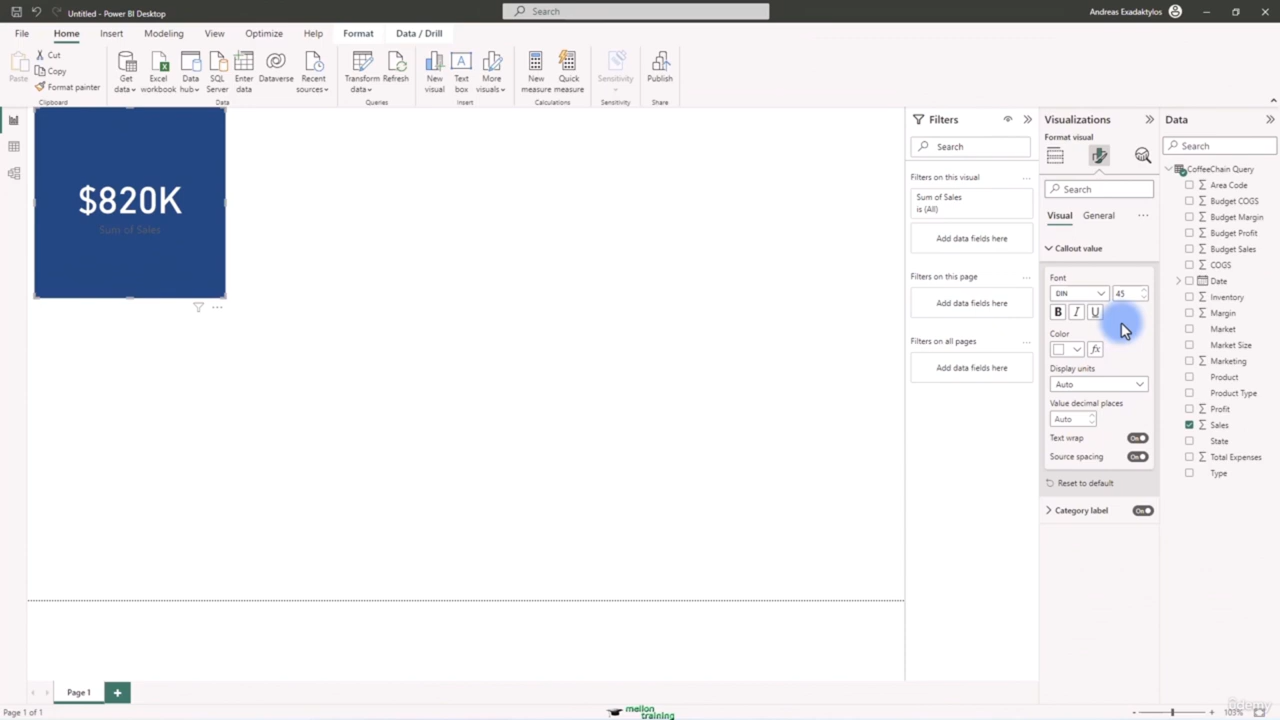 Untitled - Power BI Desktop
Search
Andreas Exadaktylos
File Home Insert Modeling View Optimize Help Format Data / Drill
Paste
Cut
Copy
Format painter
Clipboard
Get data
Excel workbook
Data hub
SQL Server
Enter data
Dataverse
Recent sources
Data
Transform data
Refresh
Queries
New visual
Text box
More visuals
Insert
New measure
Quick measure
Calculations
Sensitivity
Sensitivity
Publish
Share
$820K
Sum of Sales
Filters
Search
Filters on this visual ...
Sum of Sales
is (All)
Add data fields here
Filters on this page ...
Add data fields here
Filters on all pages ...
Add data fields here
Visualizations
Format visual
Search
Visual General ...
Callout value
Font
DIN 45
B I U
Color
fx
Display units
Auto
Value decimal places
Auto
Text wrap On
Source spacing On
Reset to default
Category label On
Data
Search
CoffeeChain Query
Area Code
Σ Budget COGS
Σ Budget Margin
Σ Budget Profit
Σ Budget Sales
Σ COGS
Date
Σ Inventory
Σ Margin
Market
Market Size
Σ Marketing
Product
Product Type
Σ Profit
Σ Sales
State
Σ Total Expenses
Type
Page 1 +
Page 1 of 1
mellon
training
- + 103%
ûdemy